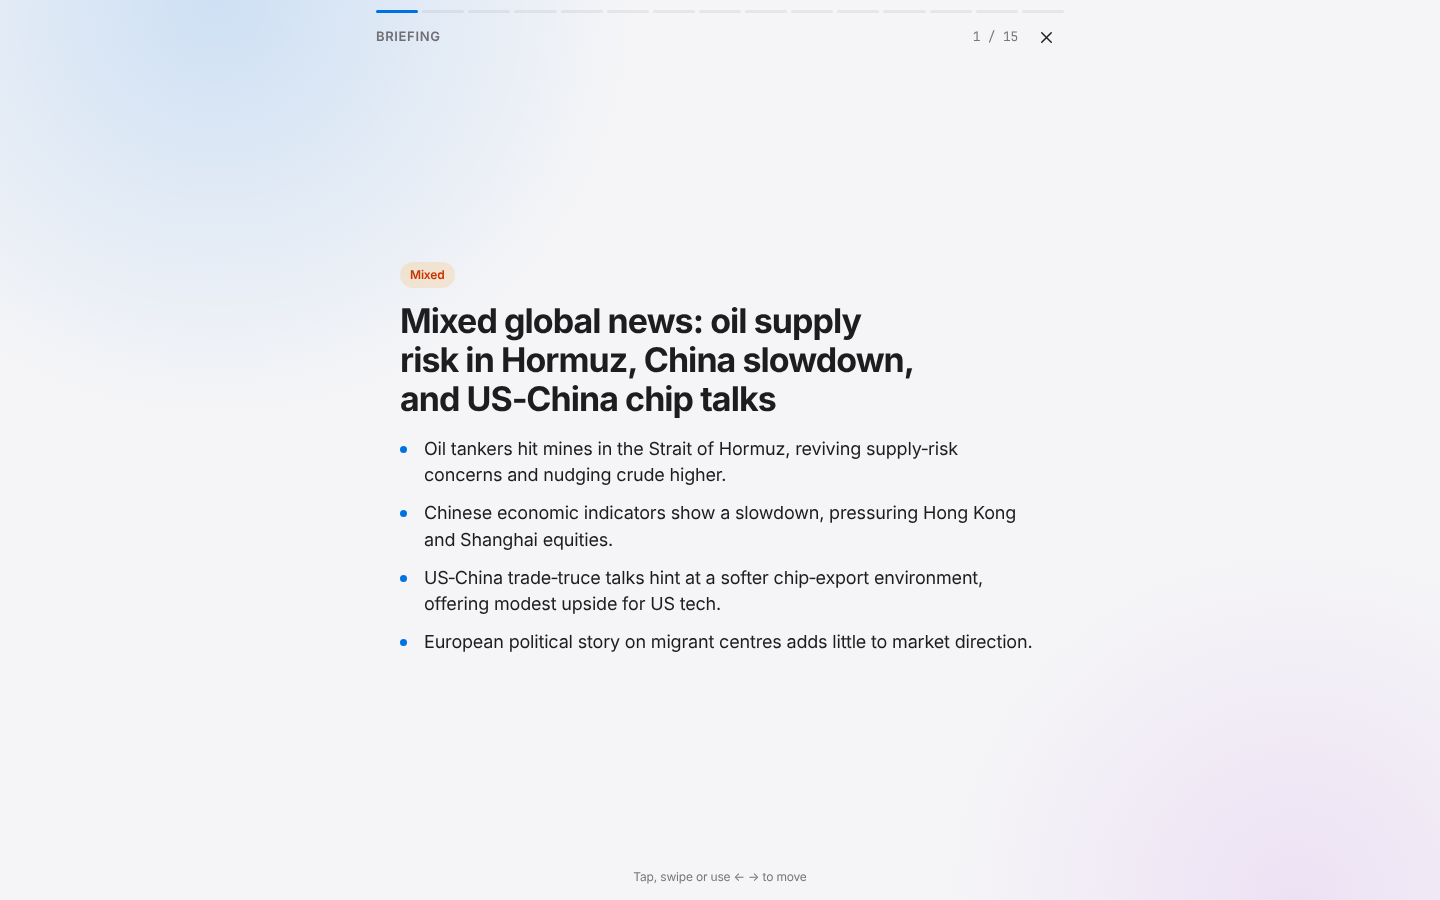 BRIEFING
1 / 15
Mixed
Mixed global news: oil supply
risk in Hormuz, China slowdown,
and US-China chip talks
Oil tankers hit mines in the Strait of Hormuz, reviving supply-risk
concerns and nudging crude higher.
Chinese economic indicators show a slowdown, pressuring Hong Kong
and Shanghai equities.
US-China trade-truce talks hint at a softer chip-export environment,
offering modest upside for US tech.
European political story on migrant centres adds little to market direction.
Tap, swipe or use ← → to move